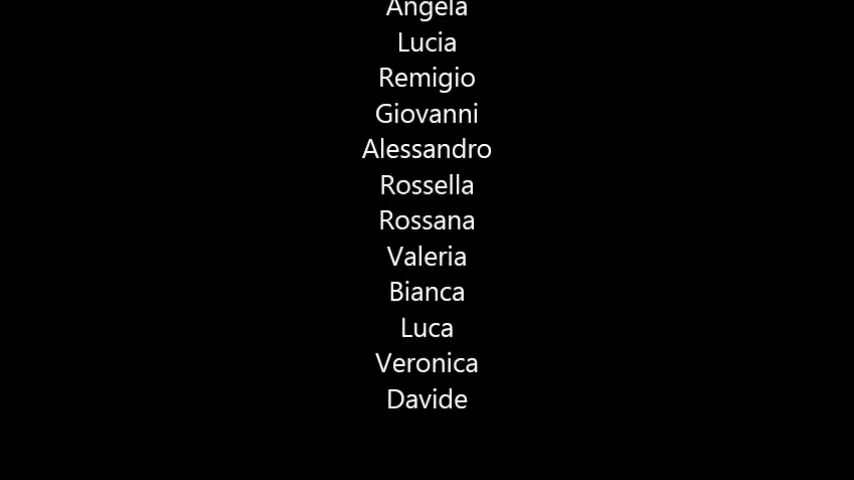 Angela
Lucia
Remigio
Giovanni
Alessandro
Rossella
Rossana
Valeria
Bianca
Luca
Veronica
Davide